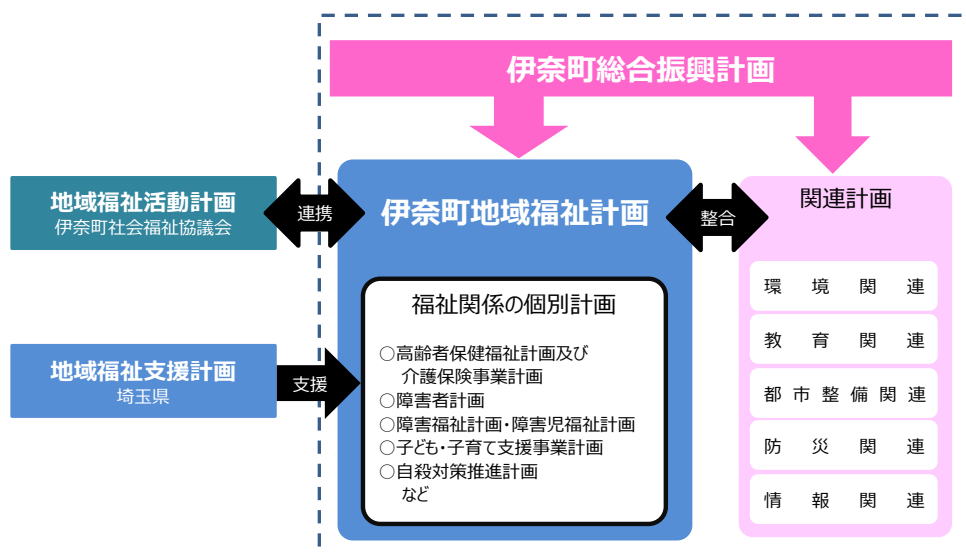 伊奈町総合振興計画
地域福祉活動計画
伊奈町社会福祉協議会
連携
伊奈町地域福祉計画
整合
関連計画
福祉関係の個別計画
○高齢者保健福祉計画及び
介護保険事業計画
○障害者計画
○障害福祉計画・障害児福祉計画
○子ども・子育て支援事業計画
○自殺対策推進計画
など
地域福祉支援計画
埼玉県
支援
環境関連
教育関連
都市整備関連
防災関連
情報関連